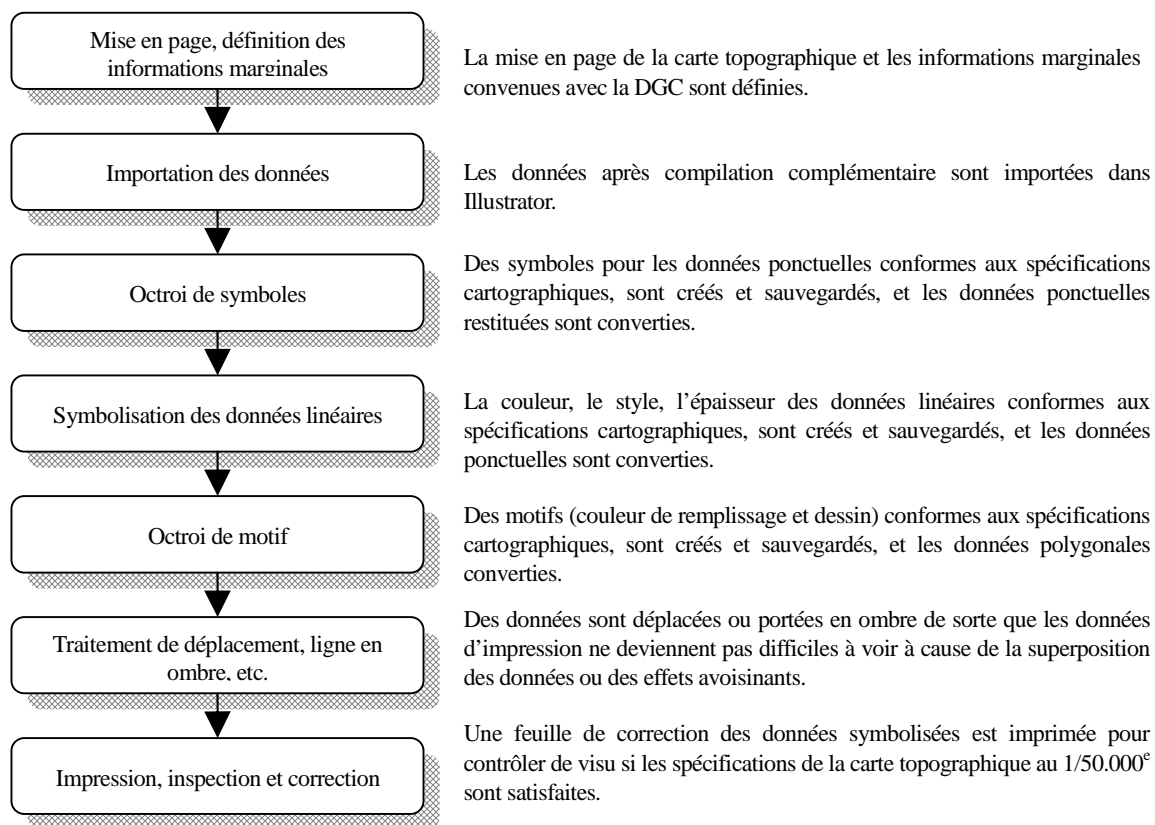 Mise en page, définition des
informations marginales
La mise en page de la carte topographique et les informations marginales
convenues avec la DGC sont définies.
Importation des données
Les données après compilation complémentaire sont importées dans
Illustrator.
Octroi de symboles
Des symboles pour les données ponctuelles conformes aux spécifications
cartographiques, sont créés et sauvegardés, et les données ponctuelles
restituées sont converties.
Symbolisation des données linéaires
La couleur, le style, l’épaisseur des données linéaires conformes aux
spécifications cartographiques, sont créés et sauvegardés, et les données
ponctuelles sont converties.
Octroi de motif
Des motifs (couleur de remplissage et dessin) conformes aux spécifications
cartographiques, sont créés et sauvegardés, et les données polygonales
converties.
Traitement de déplacement, ligne en
ombre, etc.
Des données sont déplacées ou portées en ombre de sorte que les données
d’impression ne deviennent pas difficiles à voir à cause de la superposition
des données ou des effets avoisinants.
Impression, inspection et correction
Une feuille de correction des données symbolisées est imprimée pour
contrôler de visu si les spécifications de la carte topographique au 1/50.000e
sont satisfaites.